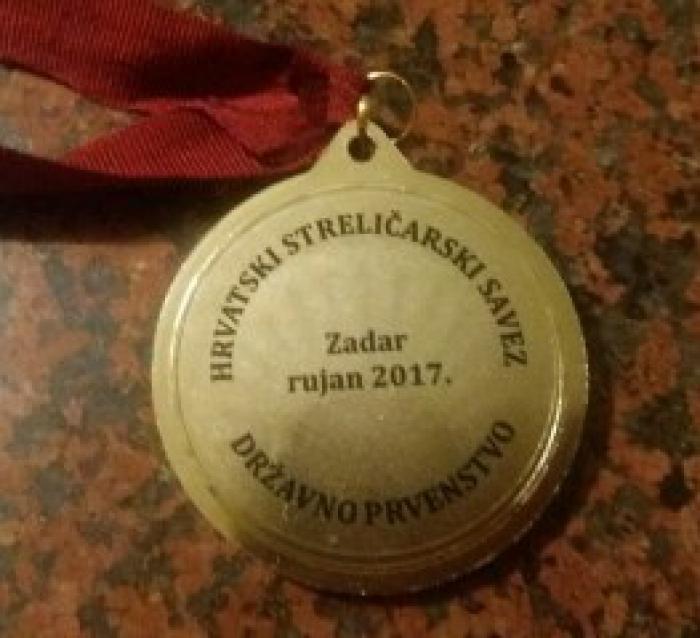 HRVATSKI STRELIČARSKI SAVEZ
Zadar
rujan 2017.
DRŽAVNO PRVENSTVO